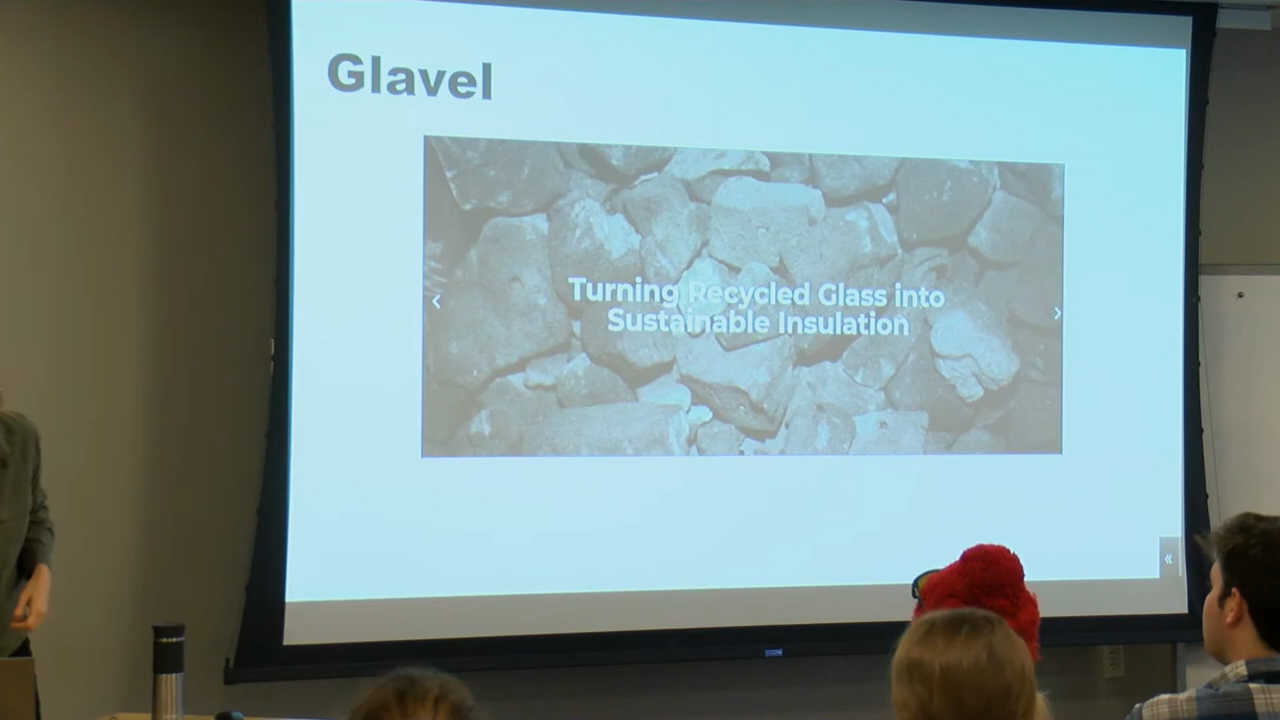 Glavel
Turning Recycled Glass into
Sustainable Insulation